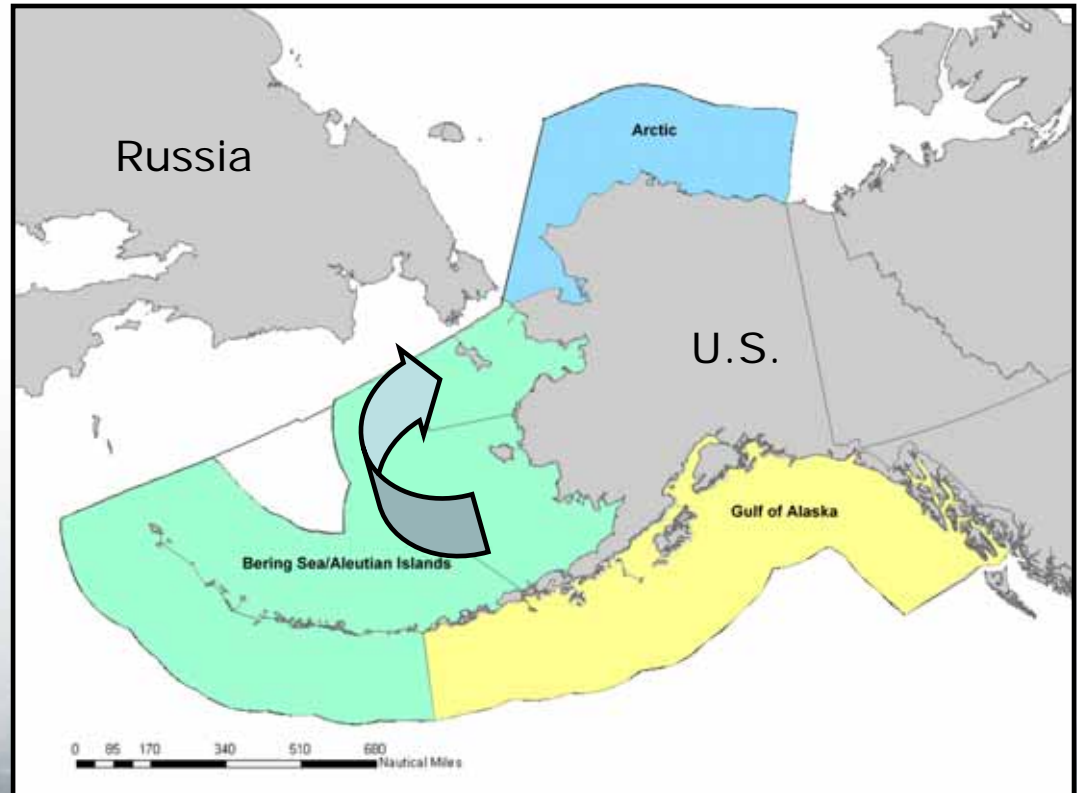 Arctic
Russia
U.S.
Gulf of Alaska
Bering Sea/Aleutian Islands
0 85 170 340 510 680
Nautical Miles